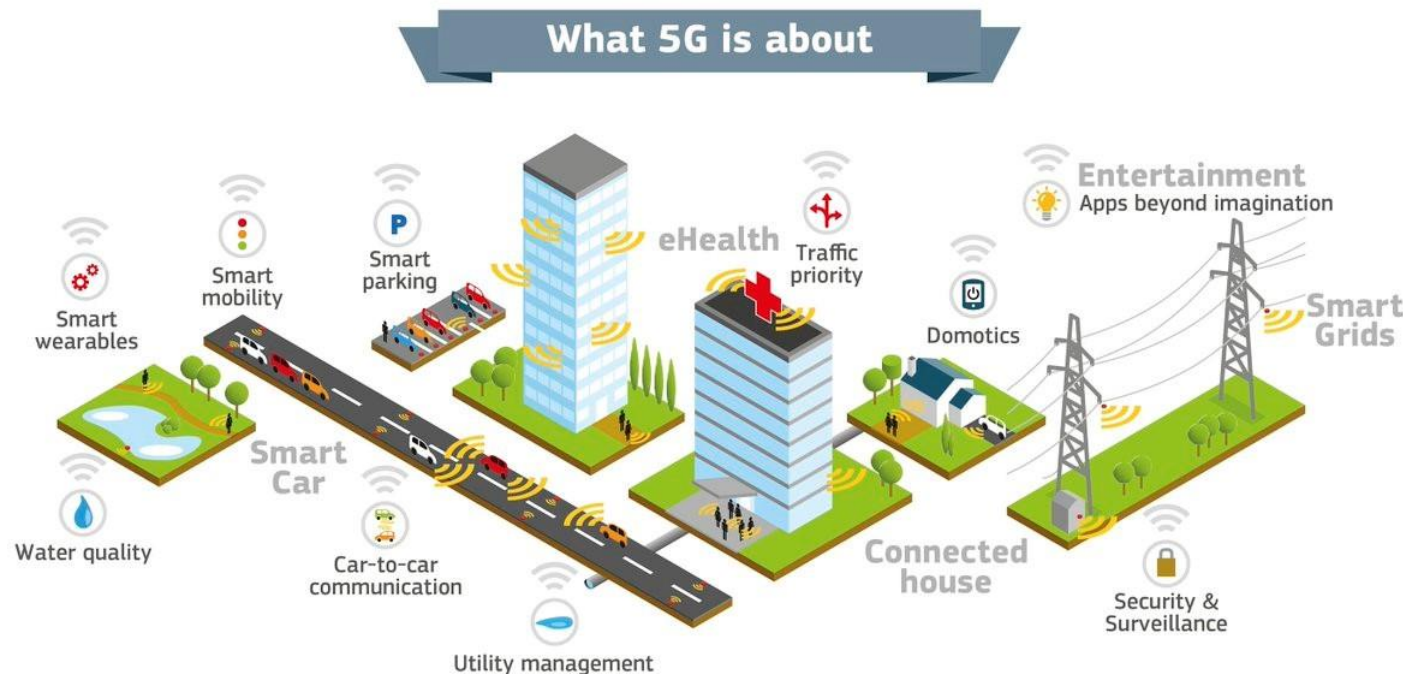 What 5G is about
Entertainment
Apps beyond imagination
eHealth
Traffic
priority
P
Smart
parking
Smart
mobility
Smart
wearables
Domotics
Smart
Grids
Smart
Car
Water quality
Car-to-car
communication
Connected
house
Utility management
Security &
Surveillance